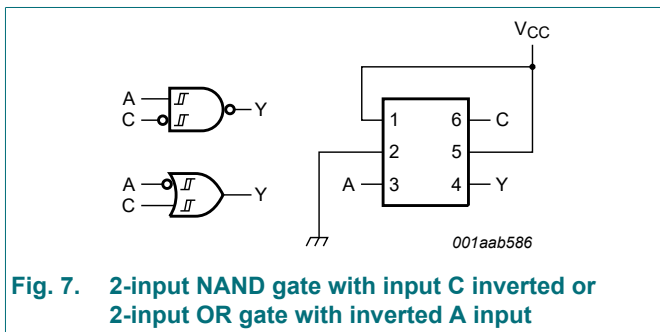 VCC
A
C
Y
A
C
Y
1
6
C
2
5
A
3
4
Y
001aab586
Fig. 7. 2-input NAND gate with input C inverted or
2-input OR gate with inverted A input